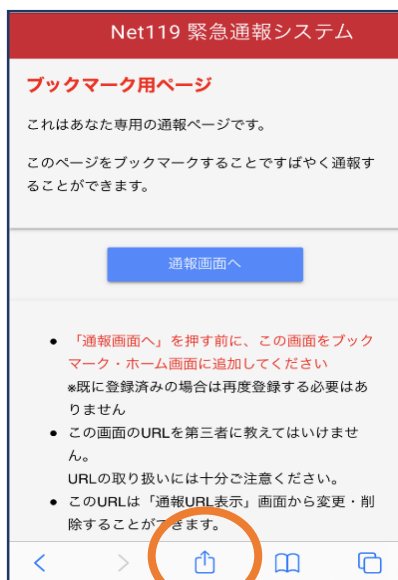 Net119 緊急通報システム
ブックマーク用ページ
これはあなた専用の通報ページです。
このページをブックマークすることですばやく通報す
ることができます。
通報画面へ
● 「通報画面へ」を押す前に、この画面をブック
マーク・ホーム画面に追加してください
*既に登録済みの場合は再度登録する必要はあ
りません
● この画面のURLを第三者に教えてはいけませ
ん。
URLの取り扱いには十分ご注意ください。
● このURLは「通報URL表示」画面から変更・削
除することができます。